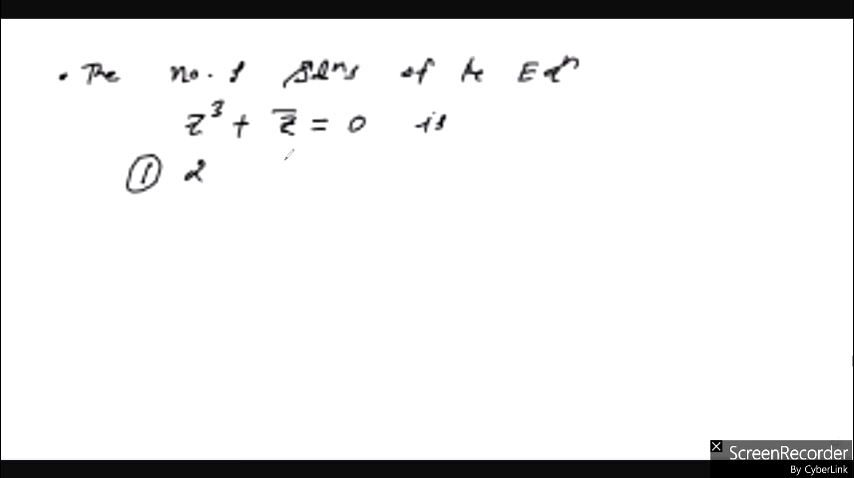 • The no. of Solns of the Eqn
z³ + z̅ = 0 is
① 2
ScreenRecorder
By CyberLink